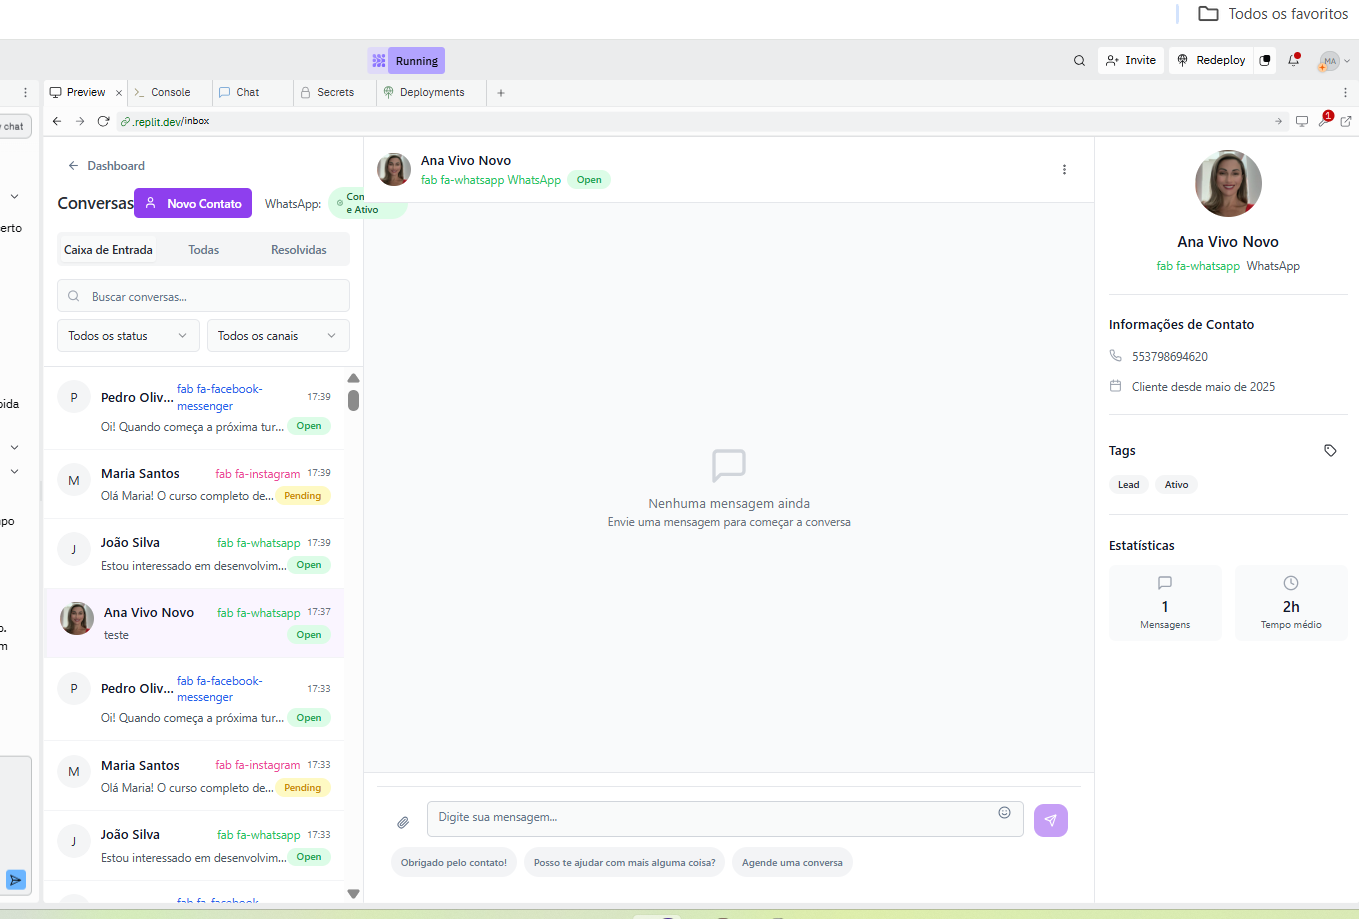 Todos os favoritos
Running
Invite
Redeploy
MA
Preview
Console
Chat
Secrets
Deployments
chat
.replit.dev/inbox
1
Dashboard
Conversas
Novo Contato
WhatsApp:
Con
e Ativo
Caixa de Entrada
Todas
Resolvidas
Buscar conversas...
Todos os status
Todos os canais
Pedro Oliv...
fab fa-facebook-
messenger
17:39
Oi! Quando começa a próxima tur...
Open
Maria Santos
fab fa-instagram
17:39
Olá Maria! O curso completo de...
Pending
João Silva
fab fa-whatsapp
17:39
Estou interessado em desenvolvim...
Open
Ana Vivo Novo
fab fa-whatsapp
17:37
teste
Open
Pedro Oliv...
fab fa-facebook-
messenger
17:33
Oi! Quando começa a próxima tur...
Open
Maria Santos
fab fa-instagram
17:33
Olá Maria! O curso completo de...
Pending
João Silva
fab fa-whatsapp
17:33
Estou interessado em desenvolvim...
Open
fab fa-facebook-
Ana Vivo Novo
fab fa-whatsapp WhatsApp
Open
Nenhuma mensagem ainda
Envie uma mensagem para começar a conversa
Digite sua mensagem...
Obrigado pelo contato!
Posso te ajudar com mais alguma coisa?
Agende uma conversa
Ana Vivo Novo
fab fa-whatsapp WhatsApp
Informações de Contato
553798694620
Cliente desde maio de 2025
Tags
Lead
Ativo
Estatísticas
1
Mensagens
2h
Tempo médio